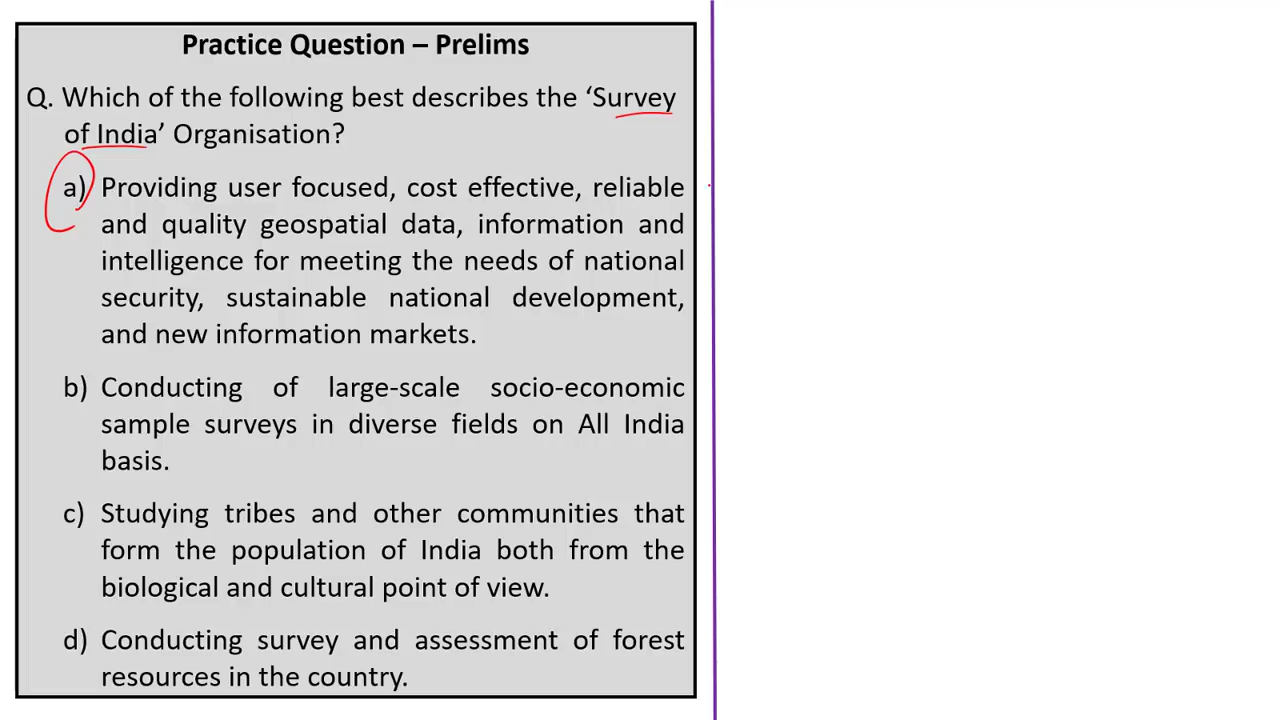 Practice Question – Prelims
Q. Which of the following best describes the ‘Survey
of India’ Organisation?
a) Providing user focused, cost effective, reliable
and quality geospatial data, information and
intelligence for meeting the needs of national
security, sustainable national development,
and new information markets.
b) Conducting of large-scale socio-economic
sample surveys in diverse fields on All India
basis.
c) Studying tribes and other communities that
form the population of India both from the
biological and cultural point of view.
d) Conducting survey and assessment of forest
resources in the country.